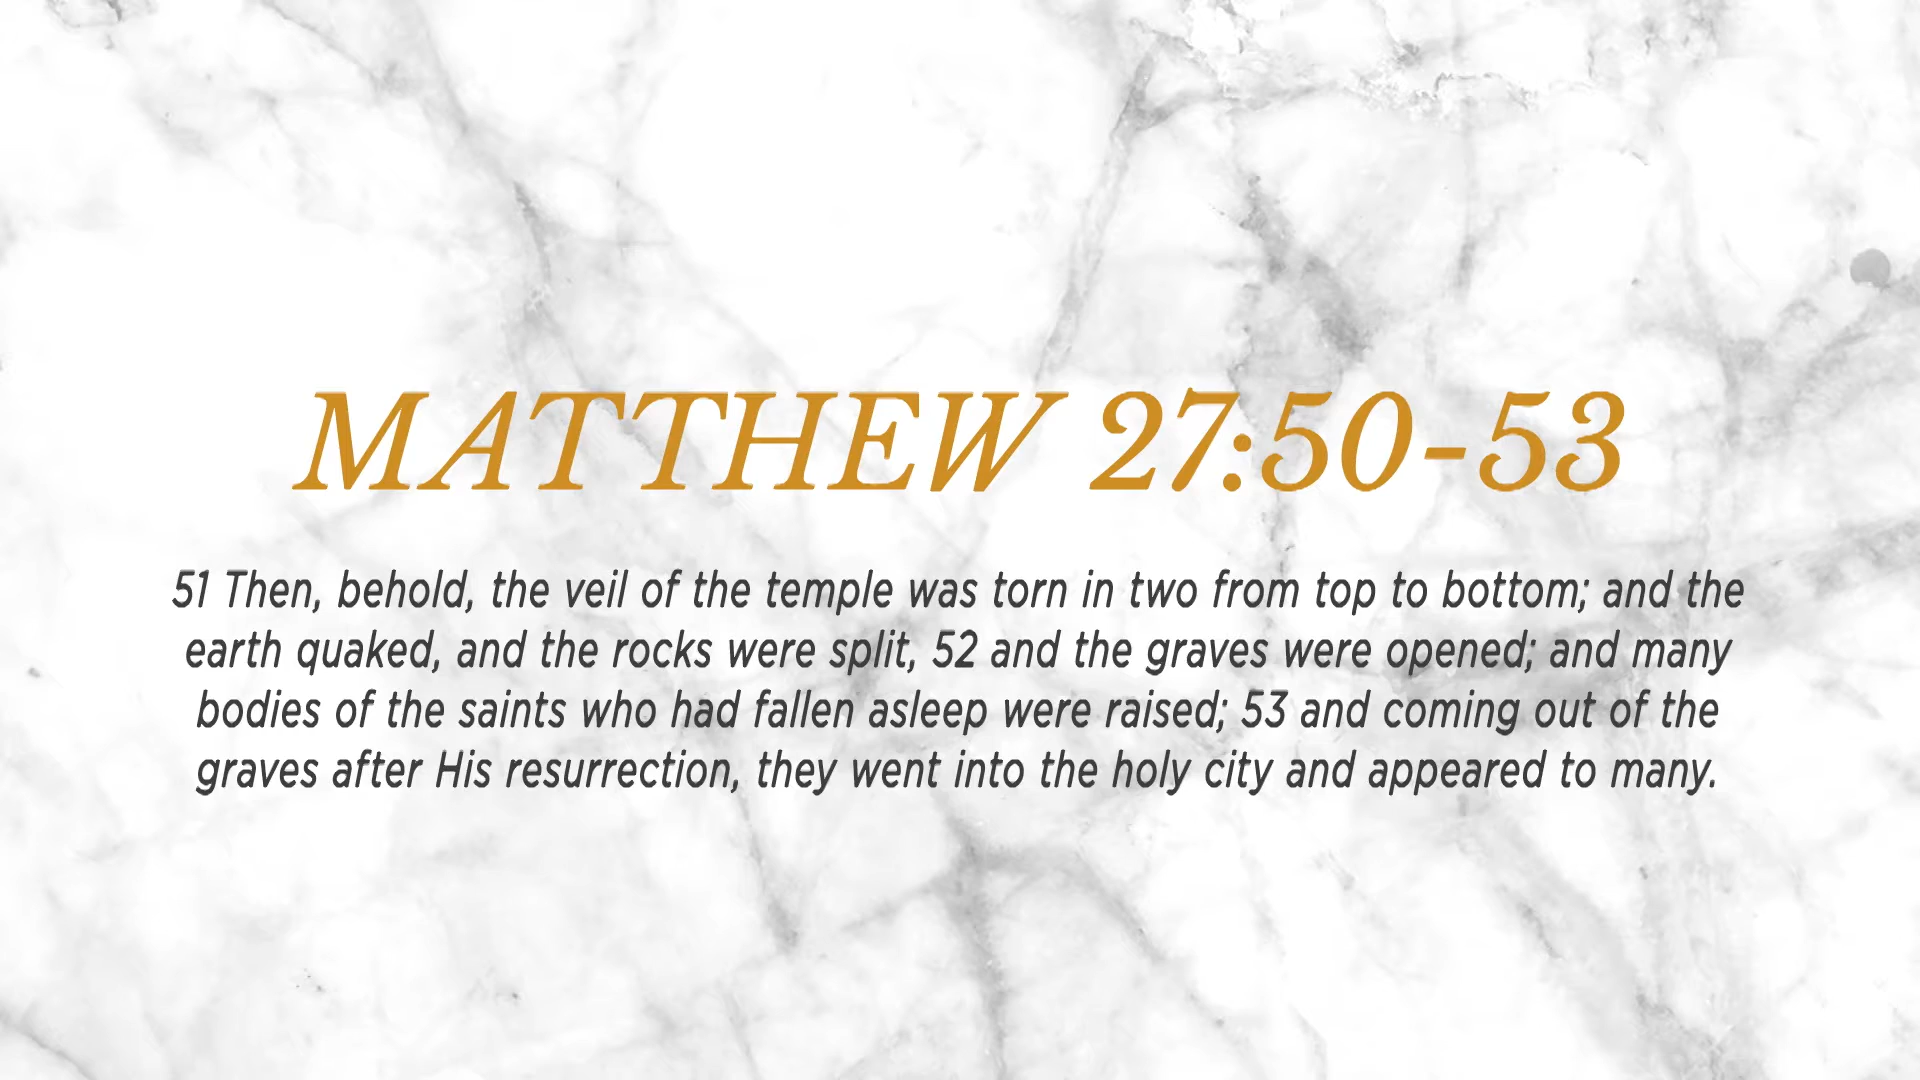 MATTHEW 27:50-53
51 Then, behold, the veil of the temple was torn in two from top to bottom; and the
earth quaked, and the rocks were split, 52 and the graves were opened; and many
bodies of the saints who had fallen asleep were raised; 53 and coming out of the
graves after His resurrection, they went into the holy city and appeared to many.